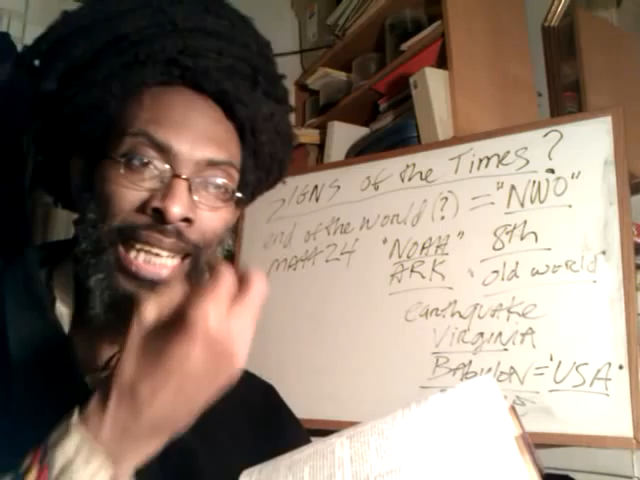 SIGNS of the Times?
end of the world(?) = "NWO"
MATT 24 "NOAH" 8th
ARK old world
earthquake
VIRGINIA
BAbylon = 'USA'